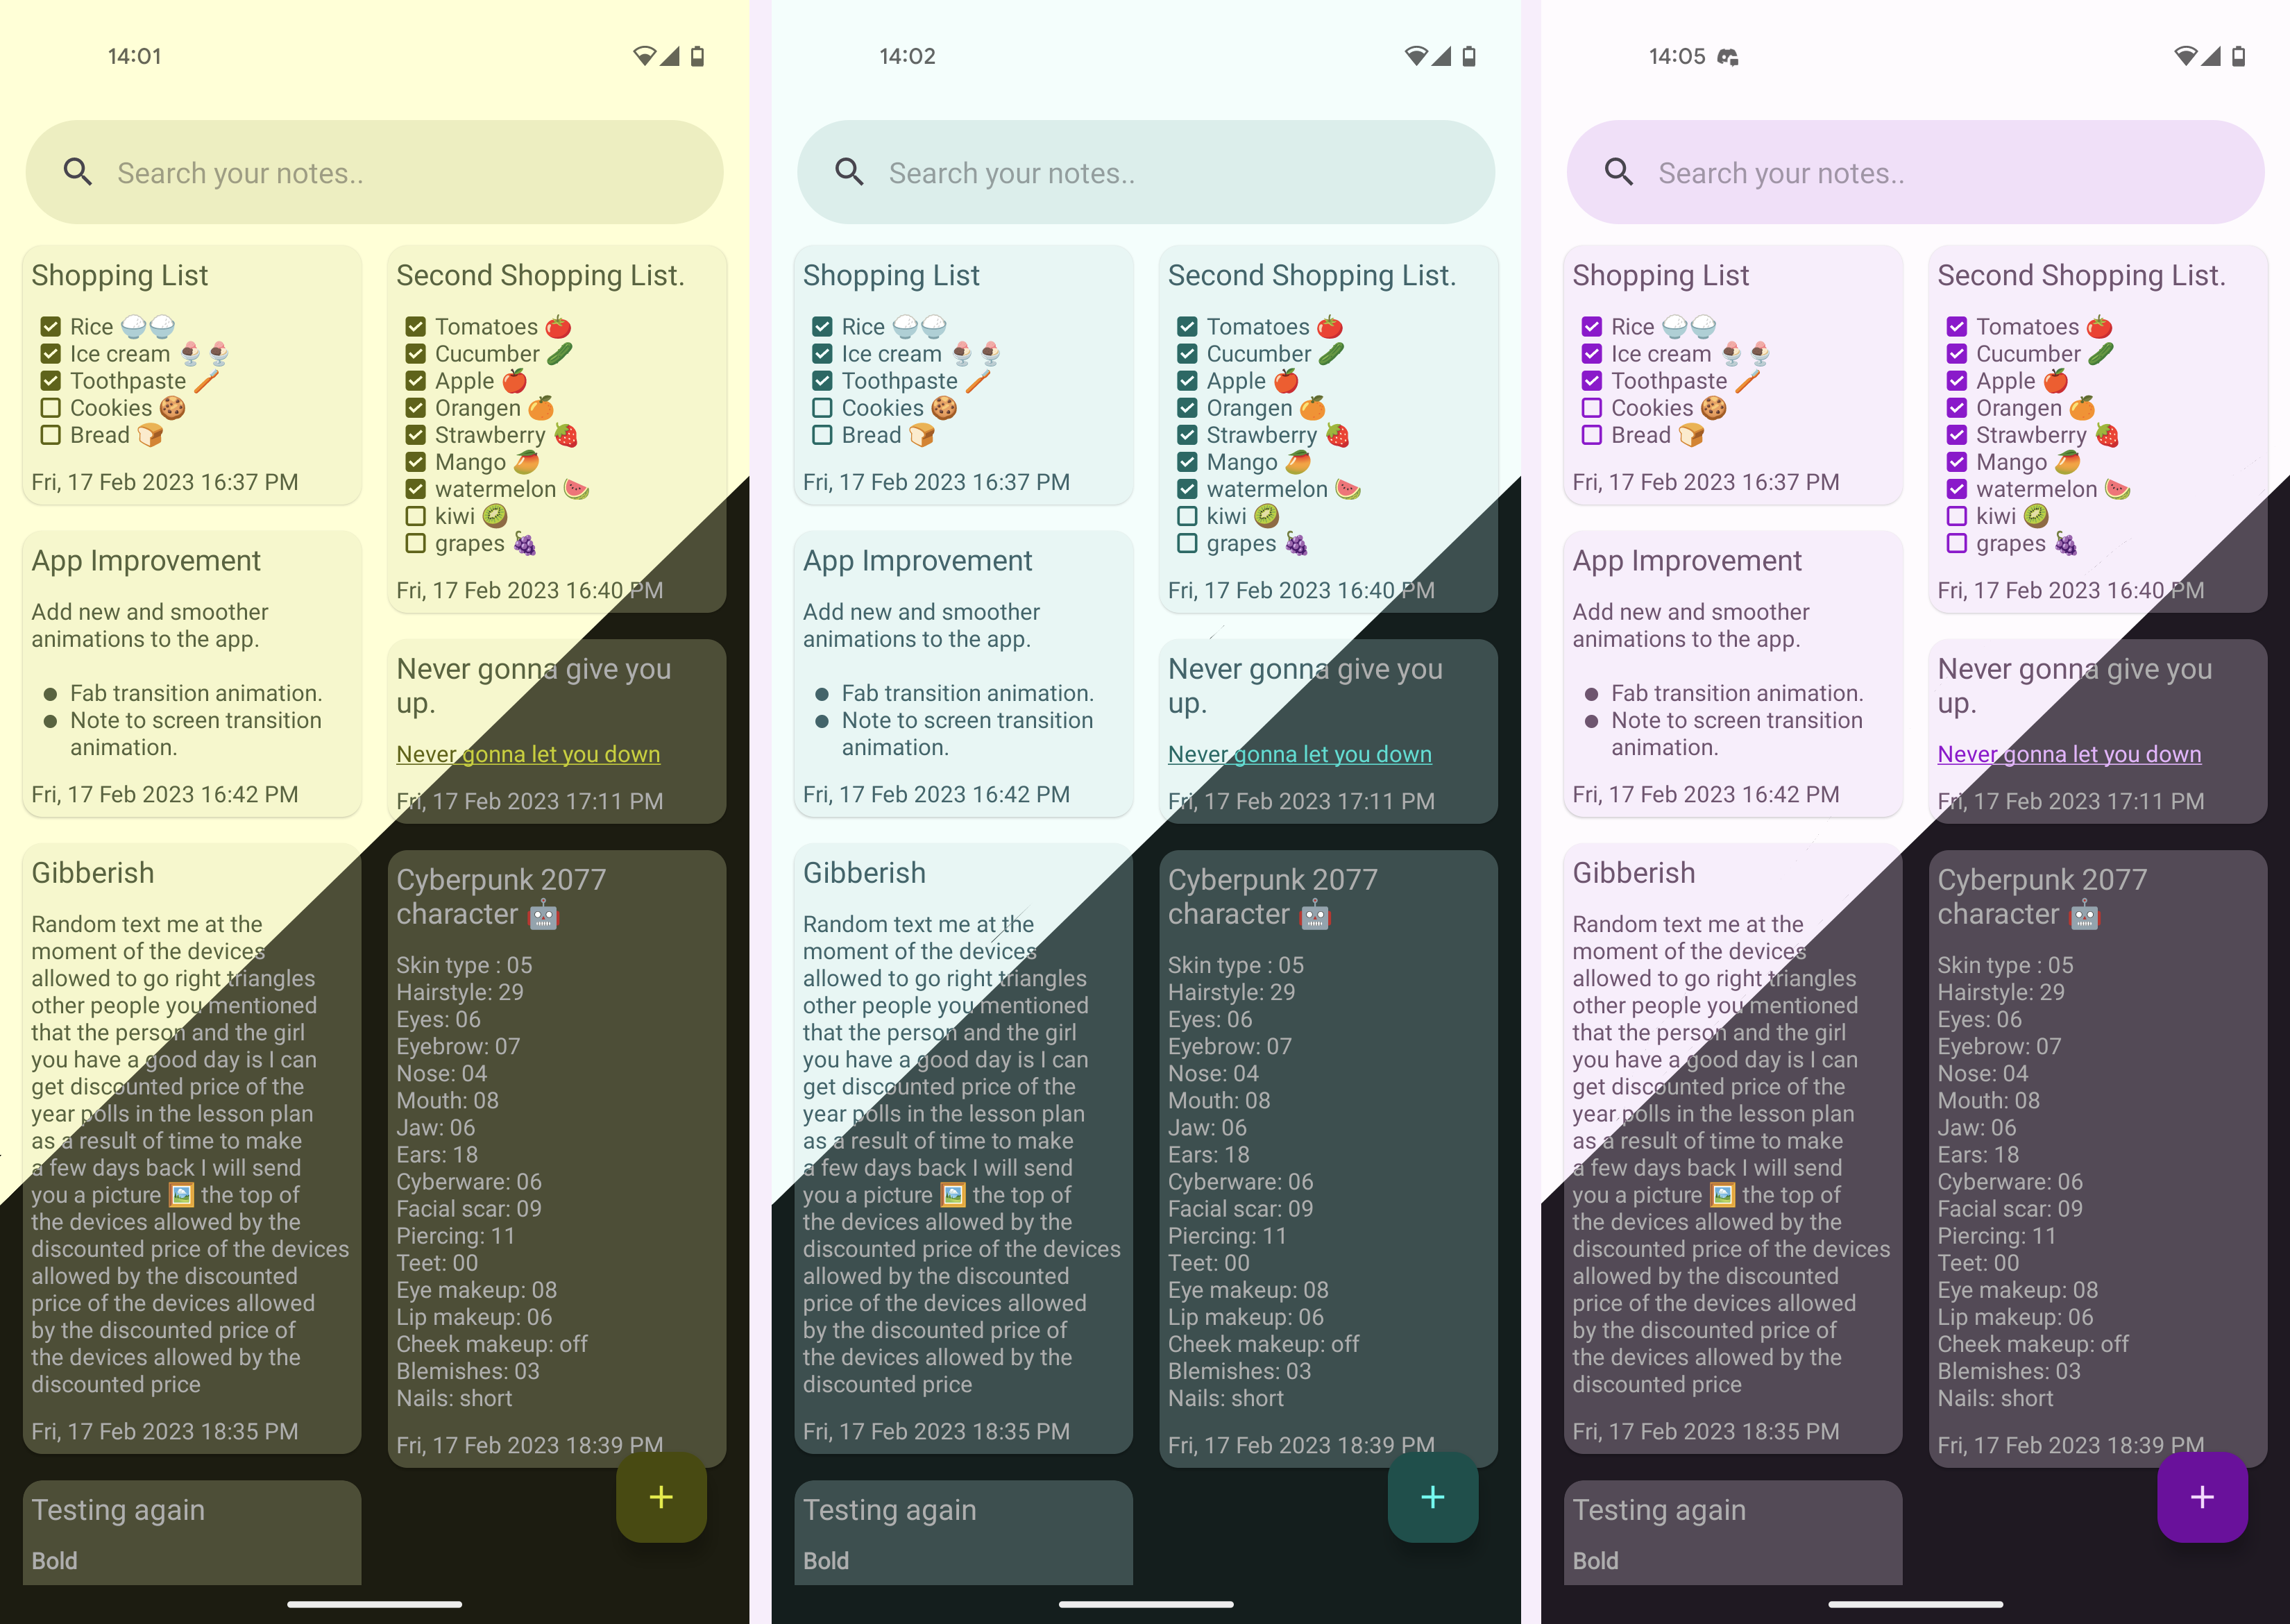 14:01
Search your notes..
Shopping List
Rice 🍚🍚
Ice cream 🍨🍨
Toothpaste 🪥
Cookies 🍪
Bread 🍞
Fri, 17 Feb 2023 16:37 PM
App Improvement
Add new and smoother
animations to the app.
● Fab transition animation.
● Note to screen transition
animation.
Fri, 17 Feb 2023 16:42 PM
Gibberish
Random text me at the
moment of the devices
allowed to go right triangles
other people you mentioned
that the person and the girl
you have a good day is I can
get discounted price of the
year polls in the lesson plan
as a result of time to make
a few days back I will send
you a picture 🖼️ the top of
the devices allowed by the
discounted price of the devices
allowed by the discounted
price of the devices allowed
by the discounted price of
the devices allowed by the
discounted price
Fri, 17 Feb 2023 18:35 PM
Testing again
Bold
Second Shopping List.
Tomatoes 🍅
Cucumber 🥒
Apple 🍎
Orangen 🍊
Strawberry 🍓
Mango 🥭
watermelon 🍉
kiwi 🥝
grapes 🍇
Fri, 17 Feb 2023 16:40 PM
Never gonna give you
up.
Never gonna let you down
Fri, 17 Feb 2023 17:11 PM
Cyberpunk 2077
character 🤖
Skin type : 05
Hairstyle: 29
Eyes: 06
Eyebrow: 07
Nose: 04
Mouth: 08
Jaw: 06
Ears: 18
Cyberware: 06
Facial scar: 09
Piercing: 11
Teet: 00
Eye makeup: 08
Lip makeup: 06
Cheek makeup: off
Blemishes: 03
Nails: short
Fri, 17 Feb 2023 18:39 PM
+
14:02
Search your notes..
Shopping List
Rice 🍚🍚
Ice cream 🍨🍨
Toothpaste 🪥
Cookies 🍪
Bread 🍞
Fri, 17 Feb 2023 16:37 PM
App Improvement
Add new and smoother
animations to the app.
● Fab transition animation.
● Note to screen transition
animation.
Fri, 17 Feb 2023 16:42 PM
Gibberish
Random text me at the
moment of the devices
allowed to go right triangles
other people you mentioned
that the person and the girl
you have a good day is I can
get discounted price of the
year polls in the lesson plan
as a result of time to make
a few days back I will send
you a picture 🖼️ the top of
the devices allowed by the
discounted price of the devices
allowed by the discounted
price of the devices allowed
by the discounted price of
the devices allowed by the
discounted price
Fri, 17 Feb 2023 18:35 PM
Testing again
Bold
Second Shopping List.
Tomatoes 🍅
Cucumber 🥒
Apple 🍎
Orangen 🍊
Strawberry 🍓
Mango 🥭
watermelon 🍉
kiwi 🥝
grapes 🍇
Fri, 17 Feb 2023 16:40 PM
Never gonna give you
up.
Never gonna let you down
Fri, 17 Feb 2023 17:11 PM
Cyberpunk 2077
character 🤖
Skin type : 05
Hairstyle: 29
Eyes: 06
Eyebrow: 07
Nose: 04
Mouth: 08
Jaw: 06
Ears: 18
Cyberware: 06
Facial scar: 09
Piercing: 11
Teet: 00
Eye makeup: 08
Lip makeup: 06
Cheek makeup: off
Blemishes: 03
Nails: short
Fri, 17 Feb 2023 18:39 PM
+
14:05
Search your notes..
Shopping List
Rice 🍚🍚
Ice cream 🍨🍨
Toothpaste 🪥
Cookies 🍪
Bread 🍞
Fri, 17 Feb 2023 16:37 PM
App Improvement
Add new and smoother
animations to the app.
● Fab transition animation.
● Note to screen transition
animation.
Fri, 17 Feb 2023 16:42 PM
Gibberish
Random text me at the
moment of the devices
allowed to go right triangles
other people you mentioned
that the person and the girl
you have a good day is I can
get discounted price of the
year polls in the lesson plan
as a result of time to make
a few days back I will send
you a picture 🖼️ the top of
the devices allowed by the
discounted price of the devices
allowed by the discounted
price of the devices allowed
by the discounted price of
the devices allowed by the
discounted price
Fri, 17 Feb 2023 18:35 PM
Testing again
Bold
Second Shopping List.
Tomatoes 🍅
Cucumber 🥒
Apple 🍎
Orangen 🍊
Strawberry 🍓
Mango 🥭
watermelon 🍉
kiwi 🥝
grapes 🍇
Fri, 17 Feb 2023 16:40 PM
Never gonna give you
up.
Never gonna let you down
Fri, 17 Feb 2023 17:11 PM
Cyberpunk 2077
character 🤖
Skin type : 05
Hairstyle: 29
Eyes: 06
Eyebrow: 07
Nose: 04
Mouth: 08
Jaw: 06
Ears: 18
Cyberware: 06
Facial scar: 09
Piercing: 11
Teet: 00
Eye makeup: 08
Lip makeup: 06
Cheek makeup: off
Blemishes: 03
Nails: short
Fri, 17 Feb 2023 18:39 PM
+